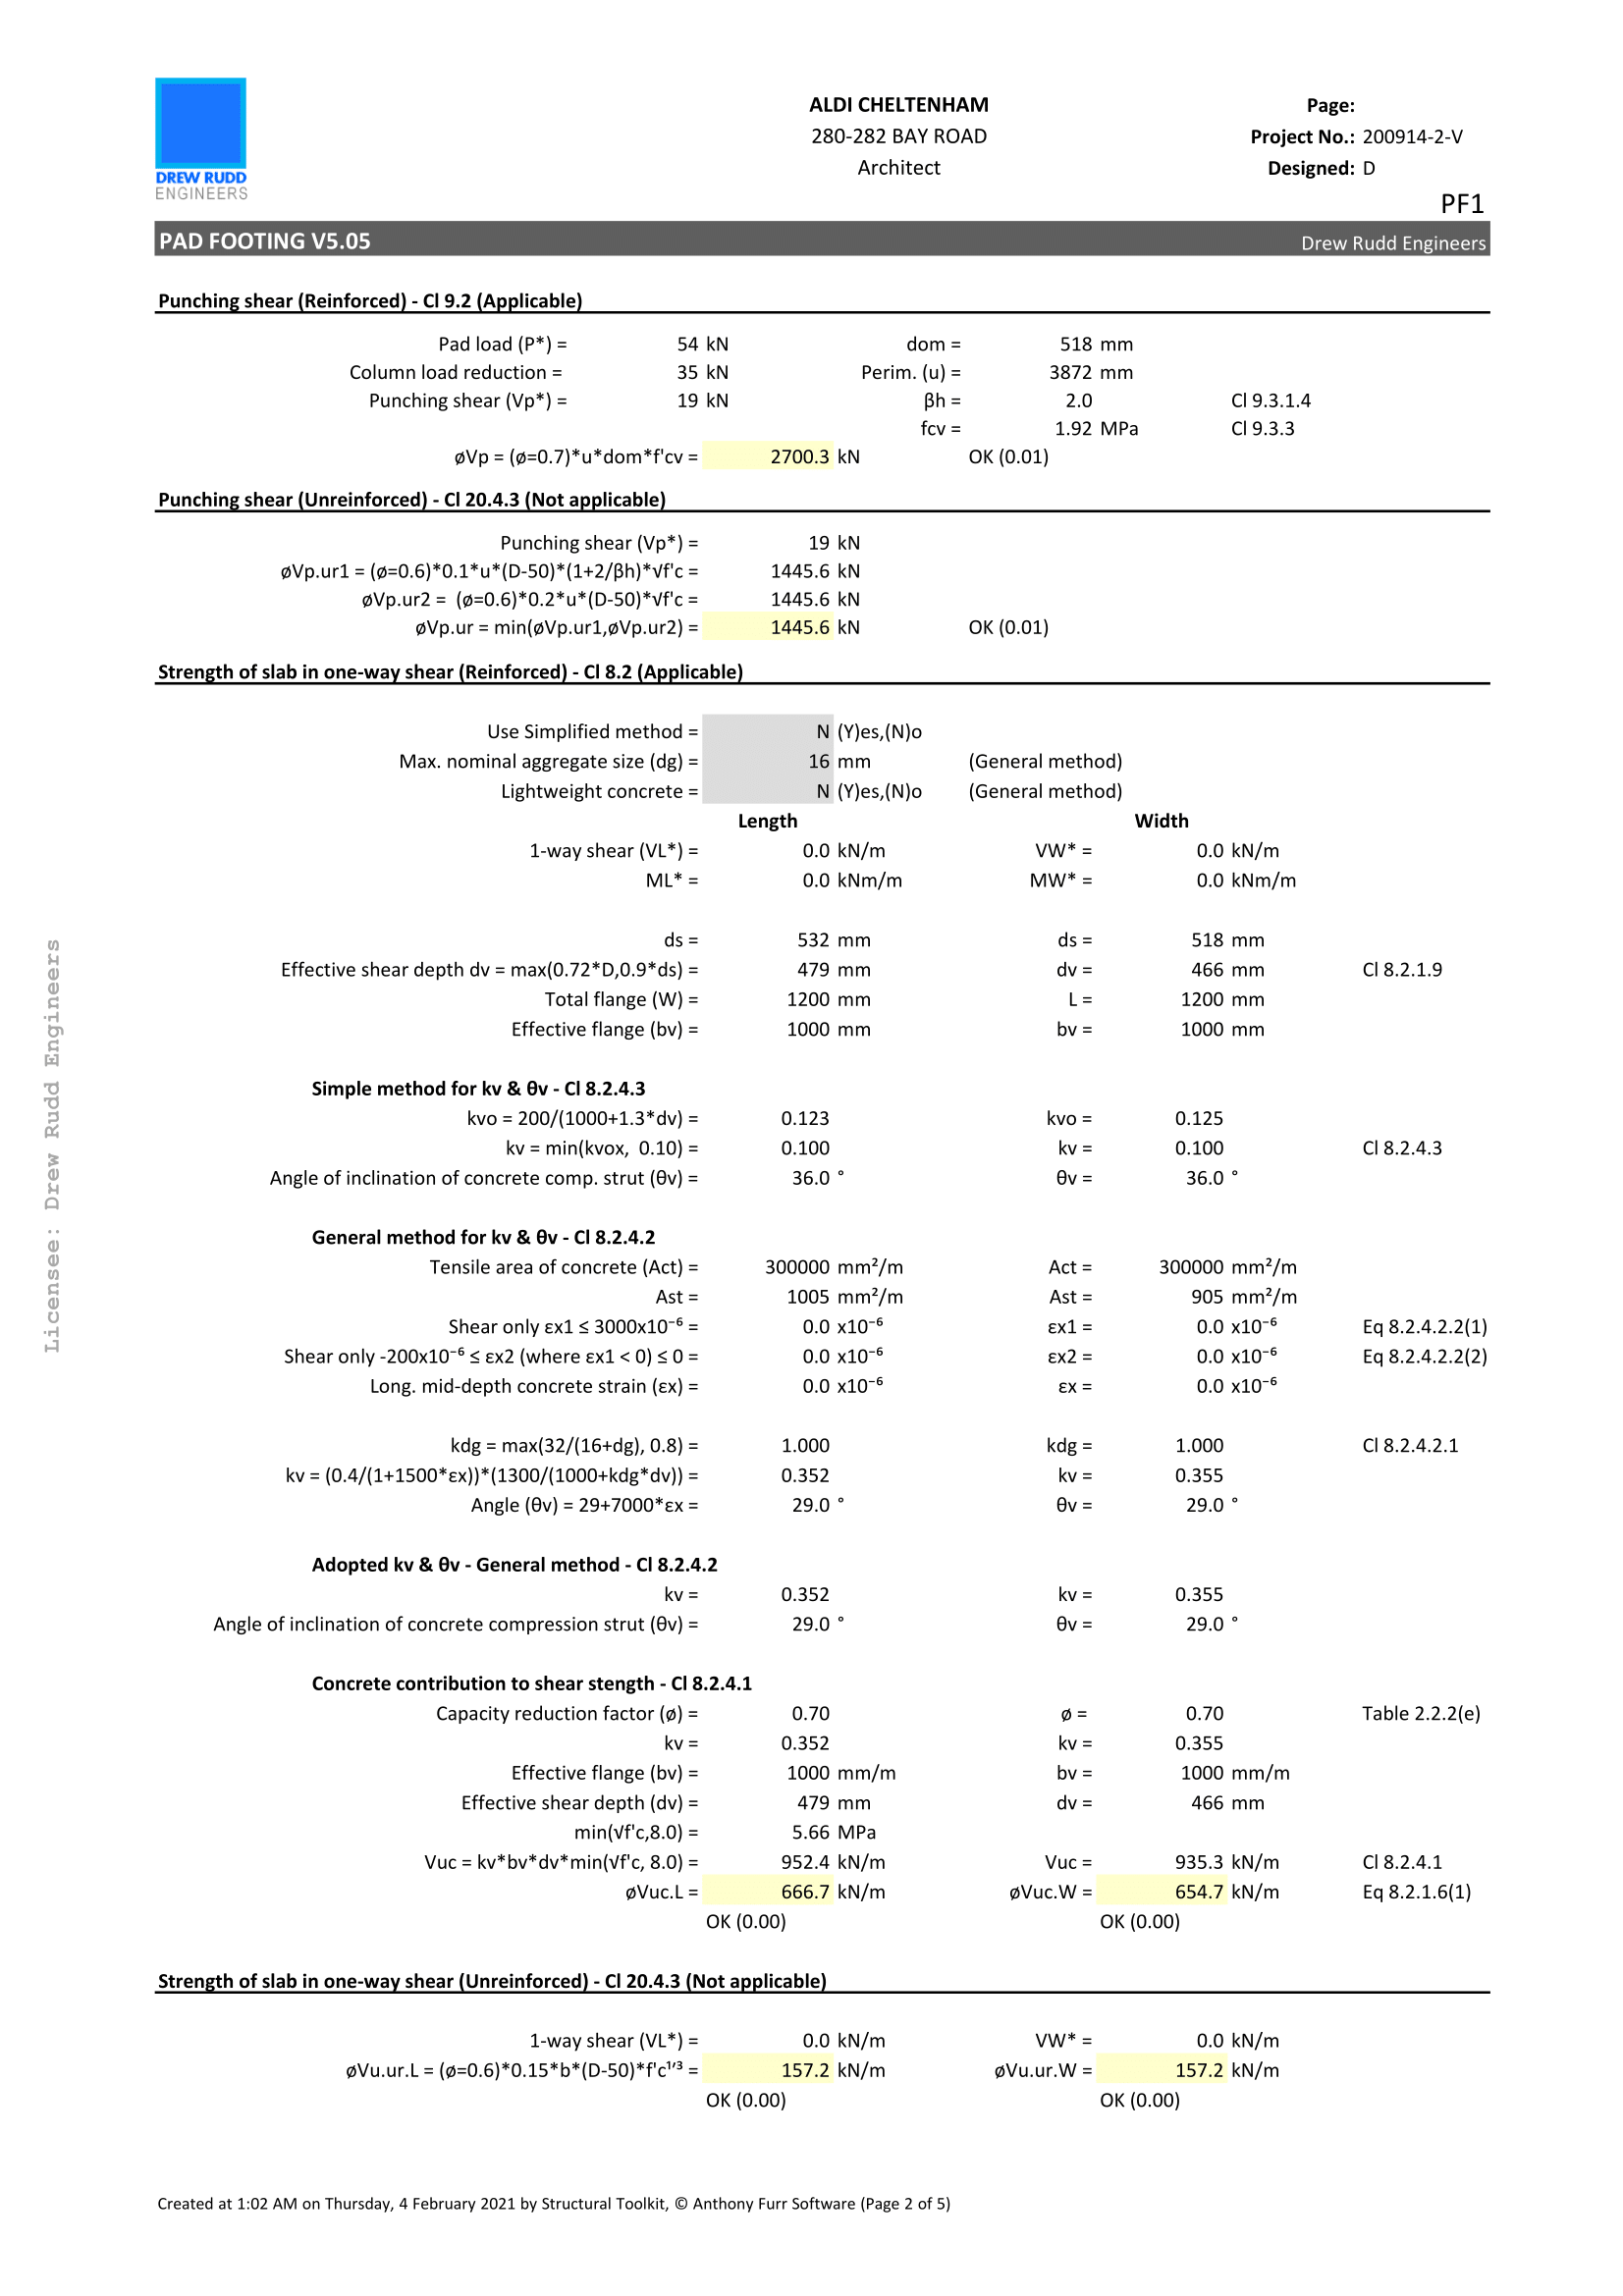 DREW RUDD
ENGINEERS
ALDI CHELTENHAM
280-282 BAY ROAD
Architect
Page:
Project No.: 200914-2-V
Designed: D
PF1
PAD FOOTING V5.05 Drew Rudd Engineers
Punching shear (Reinforced) - Cl 9.2 (Applicable)
Pad load (P*) = 54 kN dom = 518 mm
Column load reduction = 35 kN Perim. (u) = 3872 mm
Punching shear (Vp*) = 19 kN βh = 2.0 Cl 9.3.1.4
fcv = 1.92 MPa Cl 9.3.3
øVp = (ø=0.7)*u*dom*f'cv = 2700.3 kN OK (0.01)
Punching shear (Unreinforced) - Cl 20.4.3 (Not applicable)
Punching shear (Vp*) = 19 kN
øVp.ur1 = (ø=0.6)*0.1*u*(D-50)*(1+2/βh)*√f'c = 1445.6 kN
øVp.ur2 = (ø=0.6)*0.2*u*(D-50)*√f'c = 1445.6 kN
øVp.ur = min(øVp.ur1,øVp.ur2) = 1445.6 kN OK (0.01)
Strength of slab in one-way shear (Reinforced) - Cl 8.2 (Applicable)
Use Simplified method = N (Y)es,(N)o
Max. nominal aggregate size (dg) = 16 mm (General method)
Lightweight concrete = N (Y)es,(N)o (General method)
Length Width
1-way shear (VL*) = 0.0 kN/m VW* = 0.0 kN/m
ML* = 0.0 kNm/m MW* = 0.0 kNm/m
ds = 532 mm ds = 518 mm
Effective shear depth dv = max(0.72*D,0.9*ds) = 479 mm dv = 466 mm Cl 8.2.1.9
Total flange (W) = 1200 mm L = 1200 mm
Effective flange (bv) = 1000 mm bv = 1000 mm
Simple method for kv & θv - Cl 8.2.4.3
kvo = 200/(1000+1.3*dv) = 0.123 kvo = 0.125
kv = min(kvox, 0.10) = 0.100 kv = 0.100 Cl 8.2.4.3
Angle of inclination of concrete comp. strut (θv) = 36.0 ° θv = 36.0 °
General method for kv & θv - Cl 8.2.4.2
Tensile area of concrete (Act) = 300000 mm²/m Act = 300000 mm²/m
Ast = 1005 mm²/m Ast = 905 mm²/m
Shear only εx1 ≤ 3000x10⁻⁶ = 0.0 x10⁻⁶ εx1 = 0.0 x10⁻⁶ Eq 8.2.4.2.2(1)
Shear only -200x10⁻⁶ ≤ εx2 (where εx1 < 0) ≤ 0 = 0.0 x10⁻⁶ εx2 = 0.0 x10⁻⁶ Eq 8.2.4.2.2(2)
Long. mid-depth concrete strain (εx) = 0.0 x10⁻⁶ εx = 0.0 x10⁻⁶
kdg = max(32/(16+dg), 0.8) = 1.000 kdg = 1.000 Cl 8.2.4.2.1
kv = (0.4/(1+1500*εx))*(1300/(1000+kdg*dv)) = 0.352 kv = 0.355
Angle (θv) = 29+7000*εx = 29.0 ° θv = 29.0 °
Adopted kv & θv - General method - Cl 8.2.4.2
kv = 0.352 kv = 0.355
Angle of inclination of concrete compression strut (θv) = 29.0 ° θv = 29.0 °
Concrete contribution to shear stength - Cl 8.2.4.1
Capacity reduction factor (ø) = 0.70 ø = 0.70 Table 2.2.2(e)
kv = 0.352 kv = 0.355
Effective flange (bv) = 1000 mm/m bv = 1000 mm/m
Effective shear depth (dv) = 479 mm dv = 466 mm
min(√f'c,8.0) = 5.66 MPa
Vuc = kv*bv*dv*min(√f'c, 8.0) = 952.4 kN/m Vuc = 935.3 kN/m Cl 8.2.4.1
øVuc.L = 666.7 kN/m øVuc.W = 654.7 kN/m Eq 8.2.1.6(1)
OK (0.00) OK (0.00)
Strength of slab in one-way shear (Unreinforced) - Cl 20.4.3 (Not applicable)
1-way shear (VL*) = 0.0 kN/m VW* = 0.0 kN/m
øVu.ur.L = (ø=0.6)*0.15*b*(D-50)*f'c¹′³ = 157.2 kN/m øVu.ur.W = 157.2 kN/m
OK (0.00) OK (0.00)
Created at 1:02 AM on Thursday, 4 February 2021 by Structural Toolkit, © Anthony Furr Software (Page 2 of 5)
Licensee: Drew Rudd Engineers